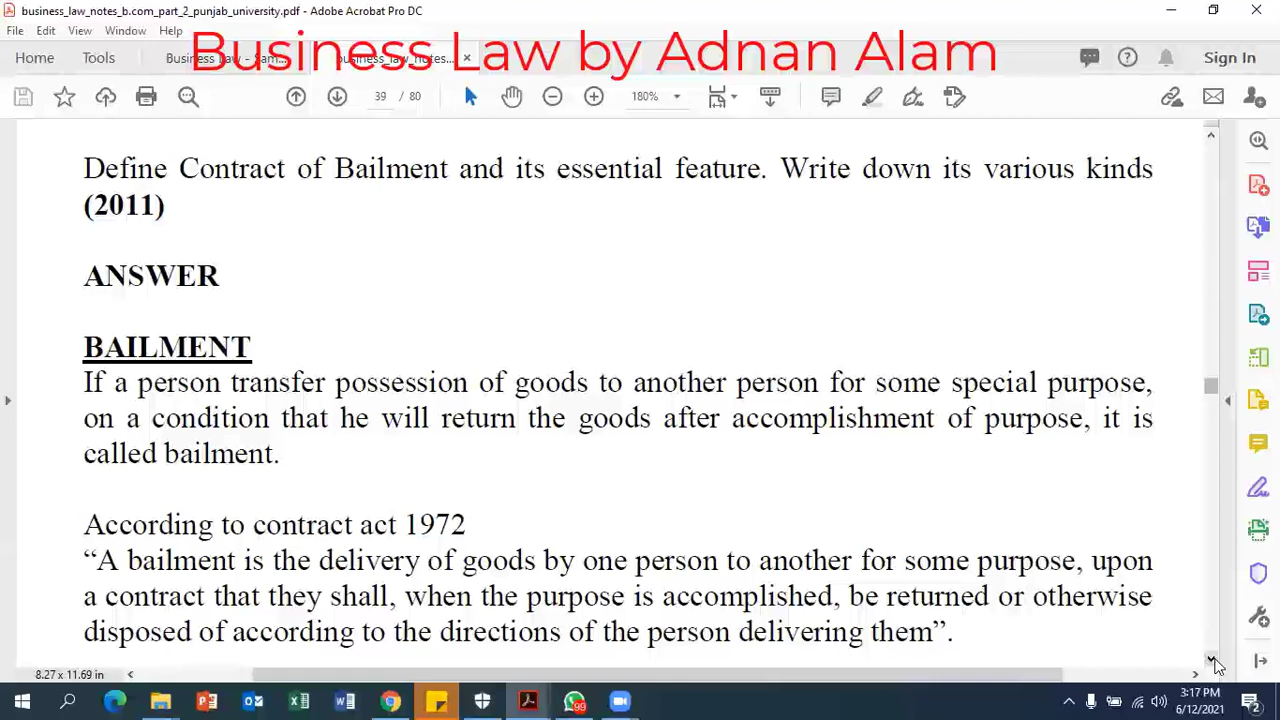 business_law_notes_b.com_part_2_punjab_university.pdf - Adobe Acrobat Pro DC
File Edit View Window Help
Business Law by Adnan Alam
Home Tools Business Law - Sam... business_law_notes... × Sign In
39 / 80 180%
Define Contract of Bailment and its essential feature. Write down its various kinds
(2011)
ANSWER
BAILMENT
If a person transfer possession of goods to another person for some special purpose,
on a condition that he will return the goods after accomplishment of purpose, it is
called bailment.
According to contract act 1972
“A bailment is the delivery of goods by one person to another for some purpose, upon
a contract that they shall, when the purpose is accomplished, be returned or otherwise
disposed of according to the directions of the person delivering them”.
8.27 x 11.69 in
99
3:17 PM
6/12/2021
2